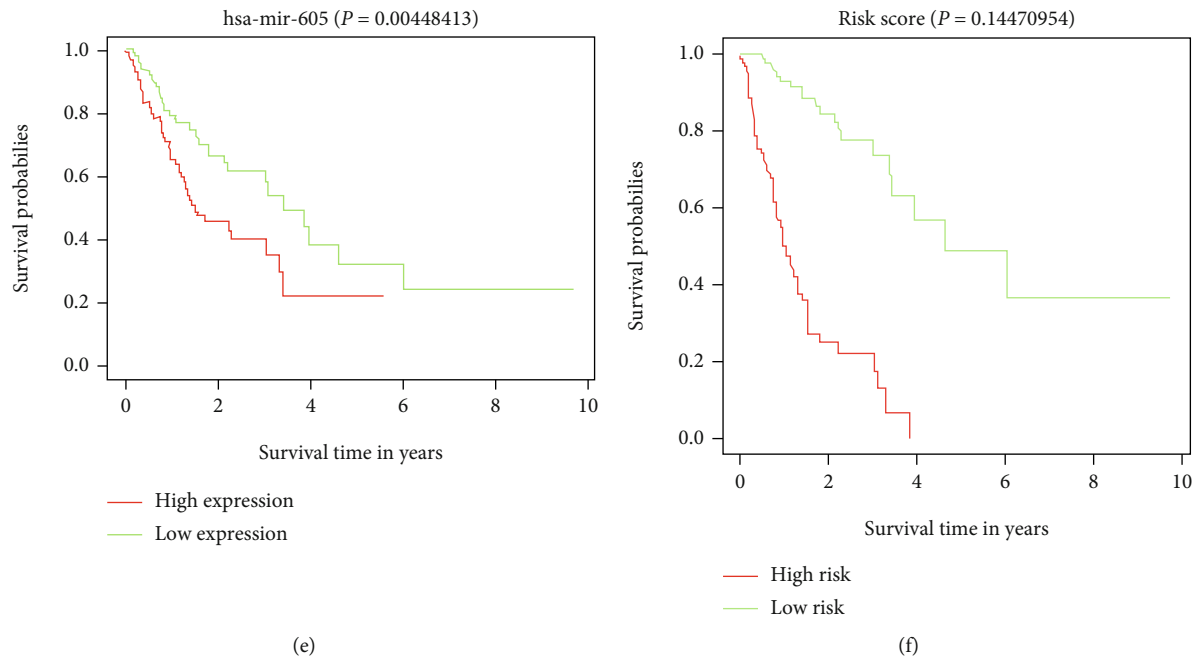 hsa-mir-605 (P = 0.00448413)
1.0
0.8
0.6
0.4
0.2
0.0
Survival probabilies
0 2 4 6 8 10
Survival time in years
High expression
Low expression
(e)
Risk score (P = 0.14470954)
1.0
0.8
0.6
0.4
0.2
0.0
Survival probabilies
0 2 4 6 8 10
Survival time in years
High risk
Low risk
(f)